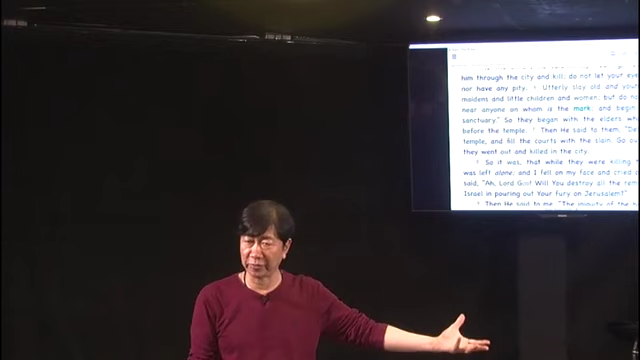 him through the city and kill; do not let your eye
nor have any pity. Utterly slay old and you
maidens and little children and women; but do no
near anyone on whom is the mark; and begin
sanctuary." So they began with the elders wh
before the temple. Then He said to them, "De
temple, and fill the courts with the slain. Go ou
they went out and killed in the city.
So it was, that while they were killing
was left alone; and I fell on my face and cried
said, "Ah, Lord God! Will You destroy all the rem
Israel in pouring out Your fury on Jerusalem?"
Then He said to me, "The iniquity of the h